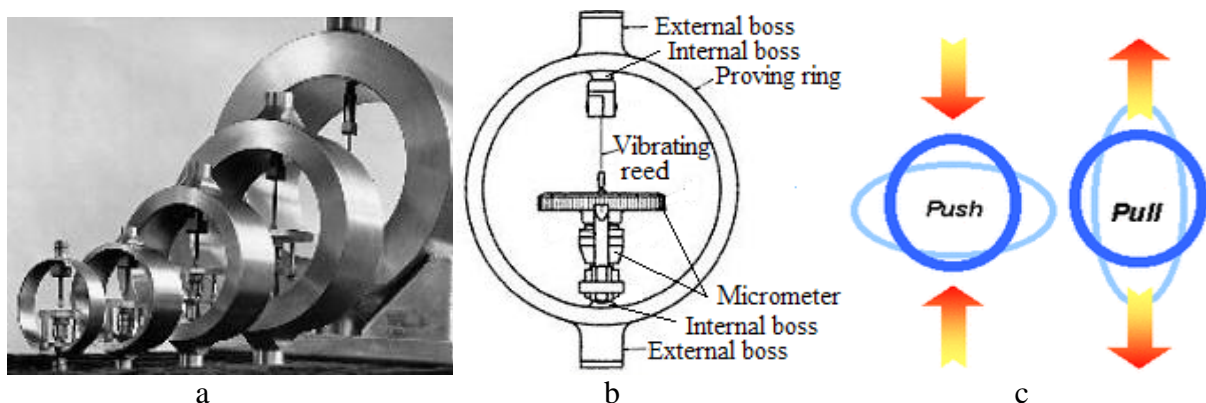 External boss
Internal boss
Proving ring
Vibrating
reed
Micrometer
Internal boss
External boss
Push
Pull
a
b
c